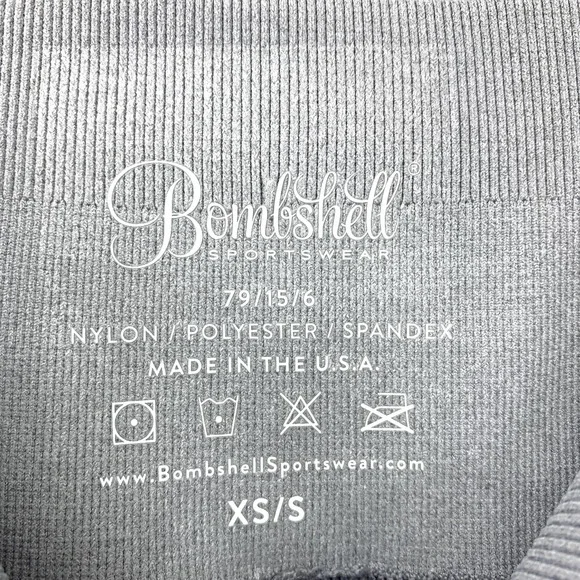 Bombshell®
SPORTSWEAR
79/15/6
NYLON / POLYESTER / SPANDEX
MADE IN THE U.S.A.
www.BombshellSportswear.com
XS/S